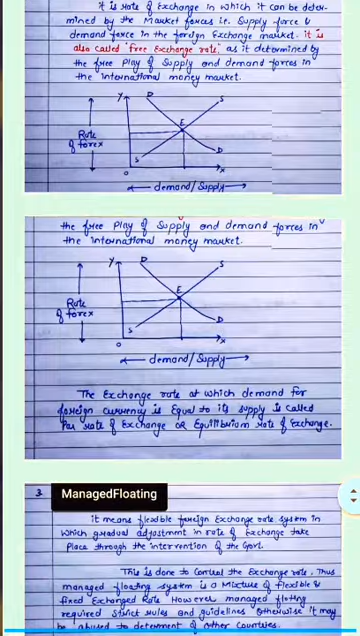 it is rate of Exchange in which it can be deter-
mined by the Market forces i.e. Supply force &
demand force in the foreign Exchange market. it is
also called 'free Exchange rate' as it determined by
the free Play of Supply and demand forces in
the international money market.
Y D S
Rate
of forex
E
S D
O X
demand/Supply
the free Play of Supply and demand forces in
the international money market.
Y D S
Rate
of forex
E
S D
O X
demand/Supply
The Exchange rate at which demand for
foreign currency is Equal to its supply is called
Par rate of Exchange or Equilibrium rate of Exchange.
3 ManagedFloating
it means flexible foreign Exchange rate system in
which gradual adjustment in rate of Exchange take
Place through the intervention of the Govt.
This is done to Control the Exchange rate. Thus
managed floating system is a Mixture of flexible &
fixed Exchanged Rate However managed floting
required strict rules and guidelines otherwise it may
be to determent of other Countries.